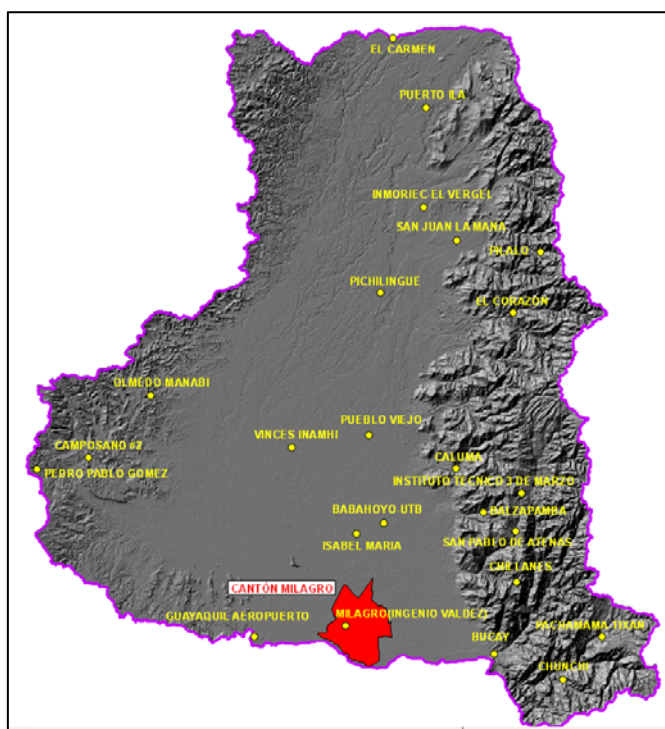 EL CARMEN
PUERTO ILA
INMORIEC EL VERGEL
SAN JUAN LA MANA
PILALO
PICHILINGUE
EL CORAZON
OLMEDO MANABI
PUEBLO VIEJO
VINCES INAMHI
CAMPOSANO #2
CALUMA
PEDRO PABLO GOMEZ
INSTITUTO TECNICO 3 DE MARZO
BABAHOYO-UTB
BALZAPAMBA
ISABEL MARIA
SAN PABLO DE ATENAS
CHILLANES
CANTÓN MILAGRO
GUAYAQUIL AEROPUERTO
MILAGRO(INGENIO VALDEZ)
BUCAY
PACHAMAMA TIXAN
CHUNCHI